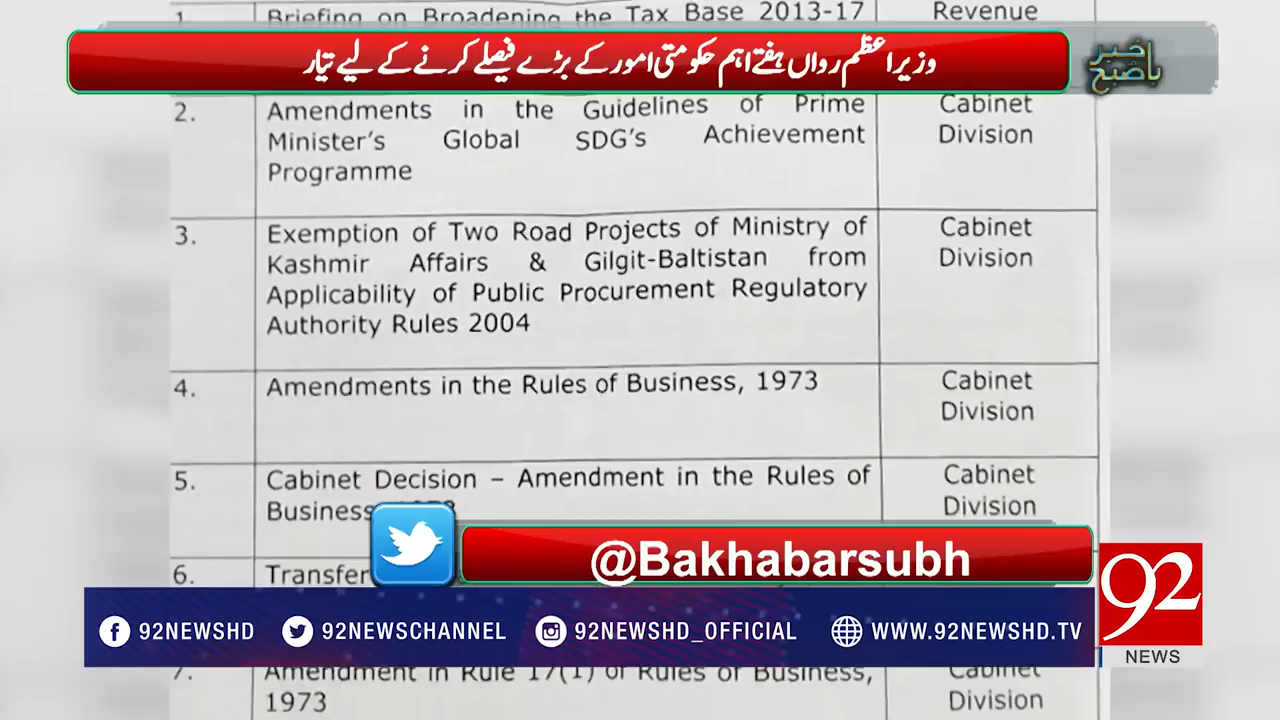 1. Briefing on Broadening the Tax Base 2013-17 Revenue
وزیراعظم رواں ہفتے اہم حکومتی امور کے بڑے فیصلے کرنے کے لیے تیار
باخبر صبح
2. Amendments in the Guidelines of Prime Cabinet
Minister's Global SDG's Achievement Division
Programme
3. Exemption of Two Road Projects of Ministry of Cabinet
Kashmir Affairs & Gilgit-Baltistan from Division
Applicability of Public Procurement Regulatory
Authority Rules 2004
4. Amendments in the Rules of Business, 1973 Cabinet
Division
5. Cabinet Decision – Amendment in the Rules of Cabinet
Business Division
@Bakhabarsubh
6. Transfer
92NEWSHD 92NEWSCHANNEL 92NEWSHD_OFFICIAL WWW.92NEWSHD.TV
92
NEWS
7. Amendment in Rule 17(1) of Rules of Business, Cabinet
1973 Division